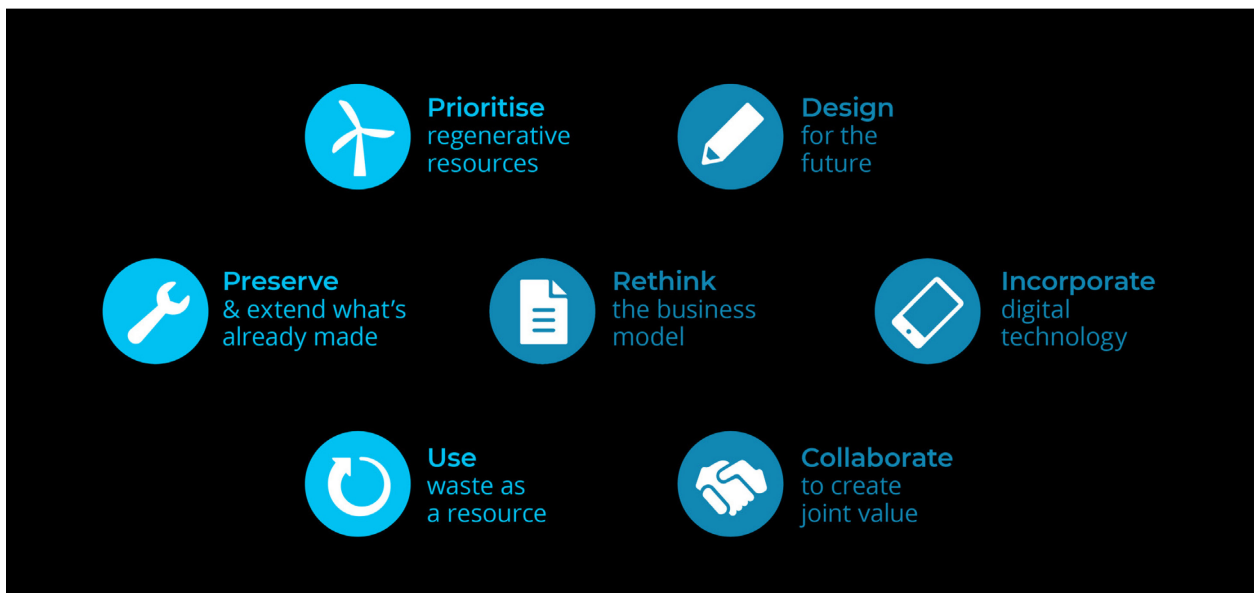 Prioritise
regenerative
resources
Design
for the
future
Preserve
& extend what's
already made
Rethink
the business
model
Incorporate
digital
technology
Use
waste as
a resource
Collaborate
to create
joint value